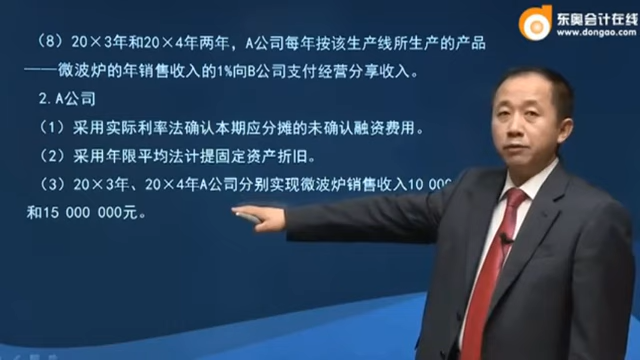 东奥会计在线
www.dongao.com
（8）20×3年和20×4年两年，A公司每年按该生产线所生产的产品
——微波炉的年销售收入的1%向B公司支付经营分享收入。
2.A公司
（1）采用实际利率法确认本期应分摊的未确认融资费用。
（2）采用年限平均法计提固定资产折旧。
（3）20×3年、20×4年A公司分别实现微波炉销售收入10 000
和15 000 000元。